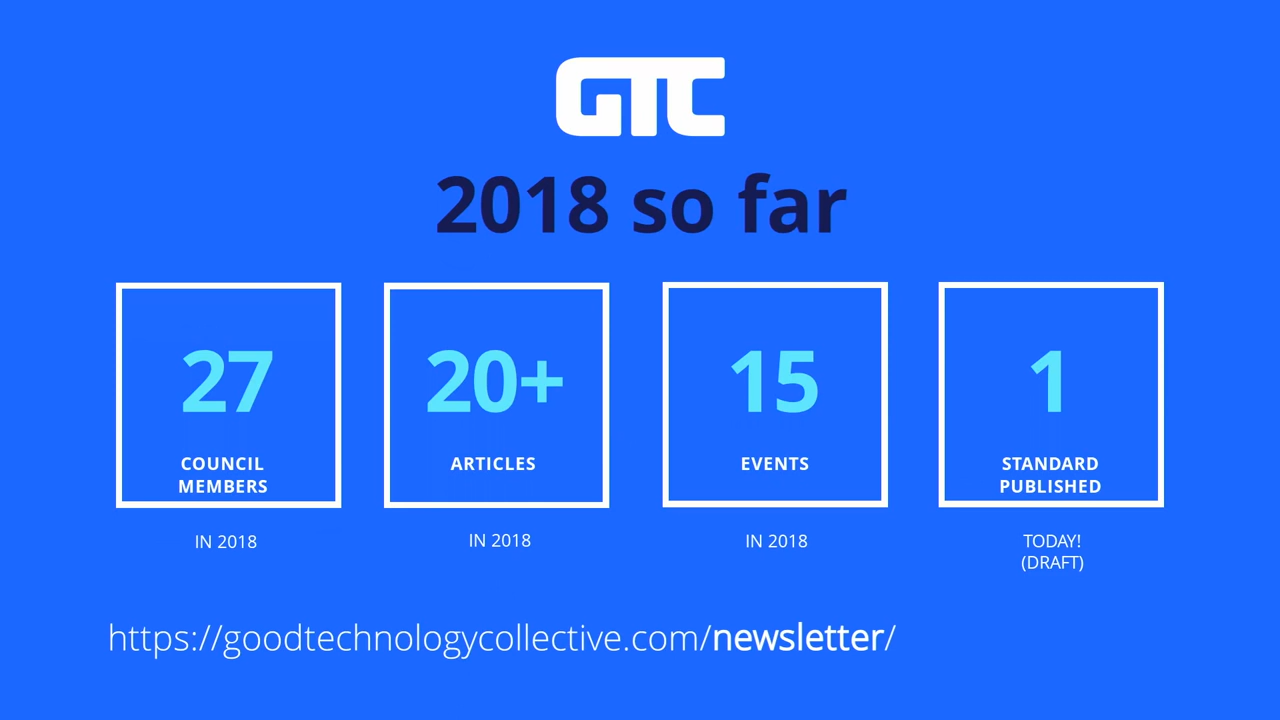 GTC
2018 so far
27
COUNCIL
MEMBERS
IN 2018
20+
ARTICLES
IN 2018
15
EVENTS
IN 2018
1
STANDARD
PUBLISHED
TODAY!
(DRAFT)
https://goodtechnologycollective.com/newsletter/